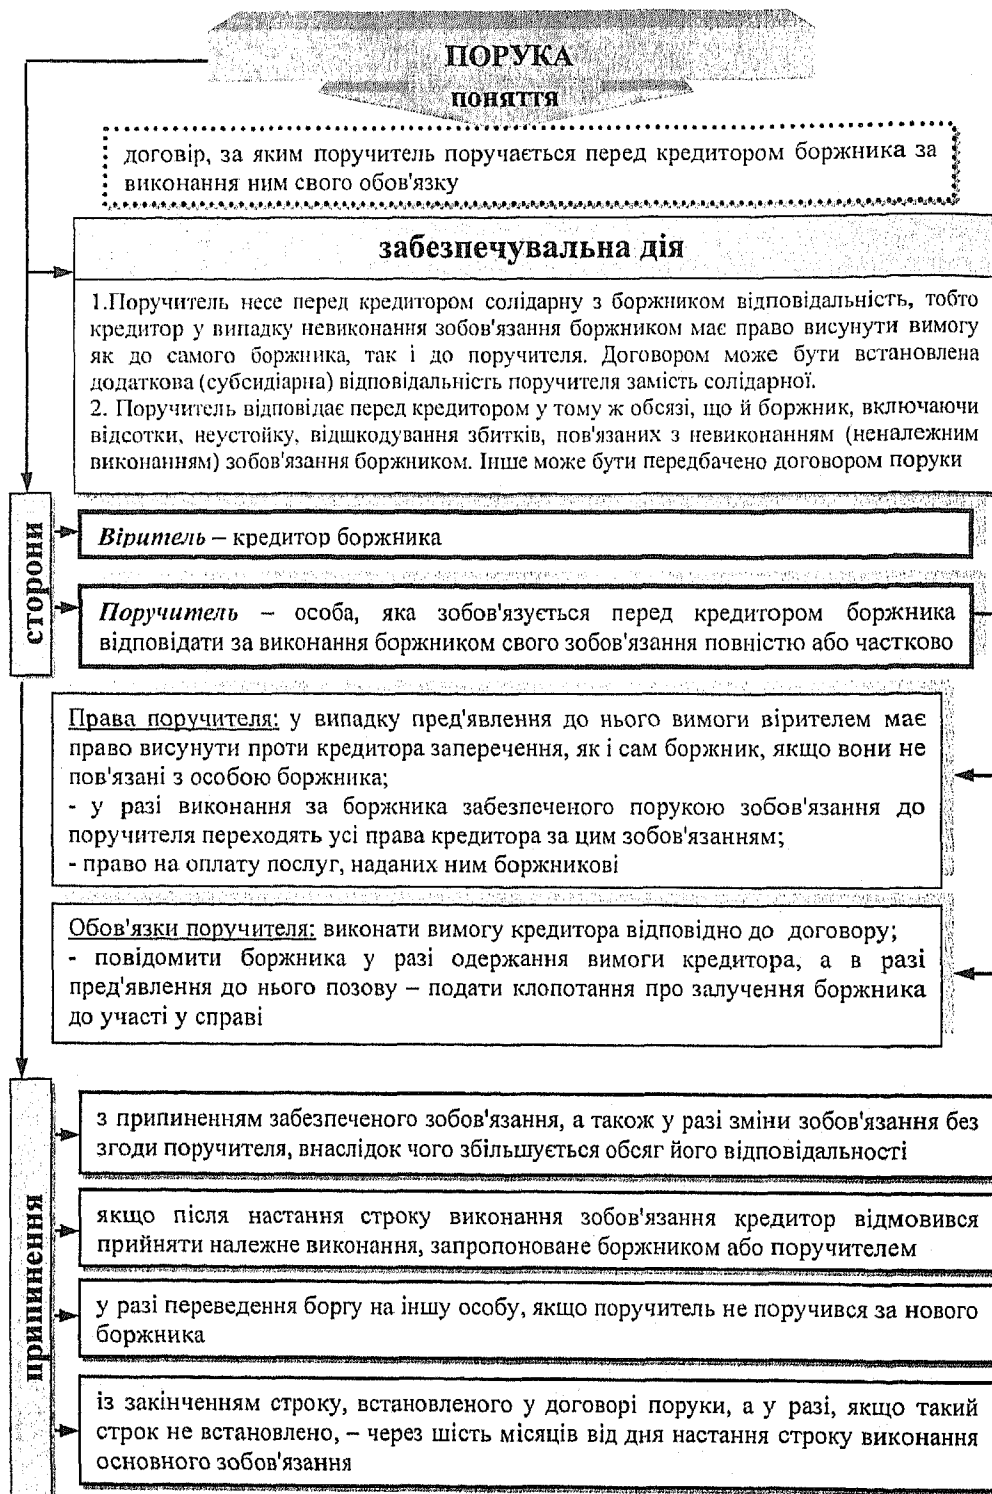 ПОРУКА
поняття
договір, за яким поручитель поручається перед кредитором боржника за
виконання ним свого обов'язку
забезпечувальна дія
1.Поручитель несе перед кредитором солідарну з боржником відповідальність, тобто
кредитор у випадку невиконання зобов'язання боржником має право висунути вимогу
як до самого боржника, так і до поручителя. Договором може бути встановлена
додаткова (субсидіарна) відповідальність поручителя замість солідарної.
2. Поручитель відповідає перед кредитором у тому ж обсязі, що й боржник, включаючи
відсотки, неустойку, відшкодування збитків, пов'язаних з невиконанням (неналежним
виконанням) зобов'язання боржником. Інше може бути передбачено договором поруки
сторони
Віритель – кредитор боржника
Поручитель – особа, яка зобов'язується перед кредитором боржника
відповідати за виконання боржником свого зобов'язання повністю або частково
Права поручителя: у випадку пред'явлення до нього вимоги вірителем має
право висунути проти кредитора заперечення, як і сам боржник, якщо вони не
пов'язані з особою боржника;
- у разі виконання за боржника забезпеченого порукою зобов'язання до
поручителя переходять усі права кредитора за цим зобов'язанням;
- право на оплату послуг, наданих ним боржникові
Обов'язки поручителя: виконати вимогу кредитора відповідно до договору;
- повідомити боржника у разі одержання вимоги кредитора, а в разі
пред'явлення до нього позову – подати клопотання про залучення боржника
до участі у справі
припинення
з припиненням забезпеченого зобов'язання, а також у разі зміни зобов'язання без
згоди поручителя, внаслідок чого збільшується обсяг його відповідальності
якщо після настання строку виконання зобов'язання кредитор відмовився
прийняти належне виконання, запропоноване боржником або поручителем
у разі переведення боргу на іншу особу, якщо поручитель не поручився за нового
боржника
із закінченням строку, встановленого у договорі поруки, а у разі, якщо такий
строк не встановлено, – через шість місяців від дня настання строку виконання
основного зобов'язання